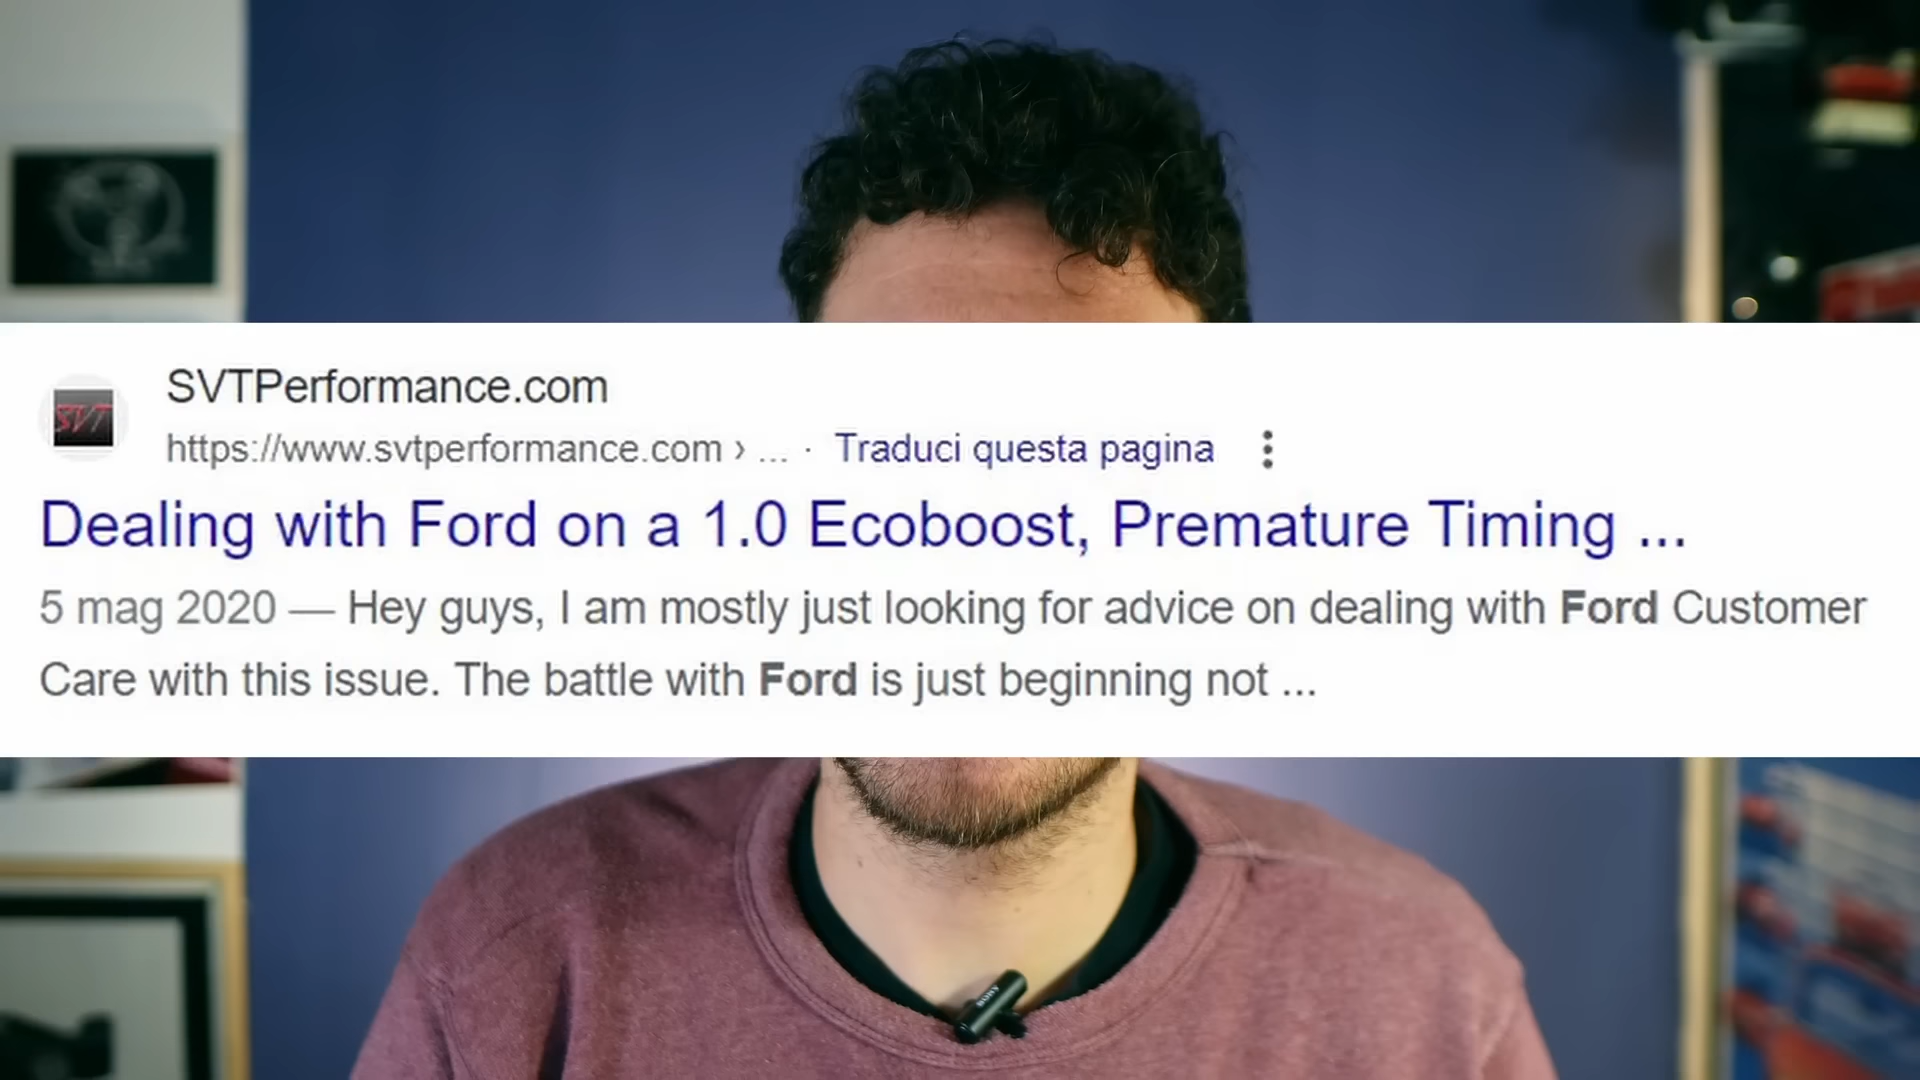 SVT
SVTPerformance.com
https://www.svtperformance.com › ... · Traduci questa pagina
Dealing with Ford on a 1.0 Ecoboost, Premature Timing ...
5 mag 2020 — Hey guys, I am mostly just looking for advice on dealing with Ford Customer
Care with this issue. The battle with Ford is just beginning not ...
SONY